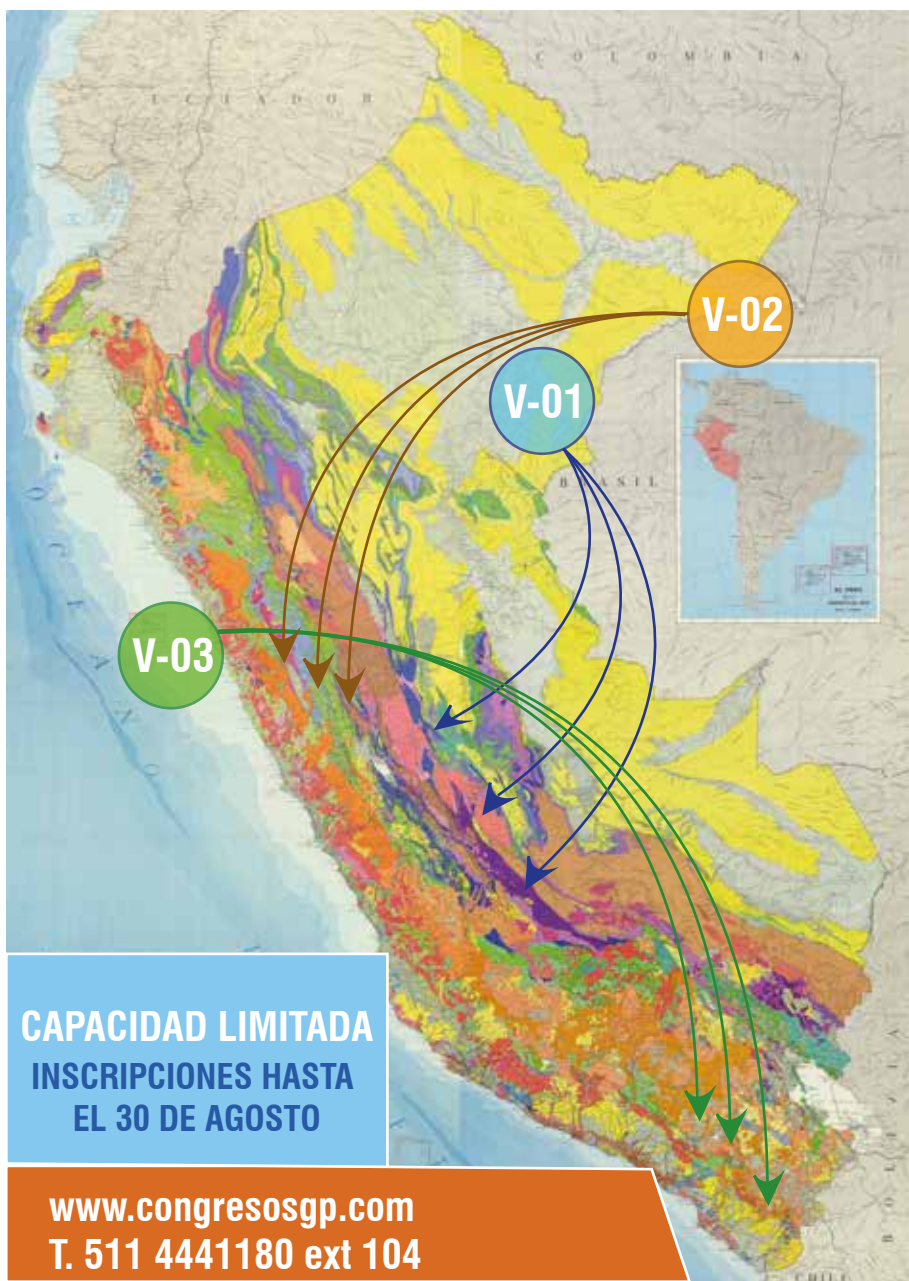 COLOMBIA
ECUADOR
V-02
V-01
BRASIL
V-03
CAPACIDAD LIMITADA
INSCRIPCIONES HASTA
EL 30 DE AGOSTO
BOLIVIA
www.congresosgp.com
T. 511 4441180 ext 104
CHILE